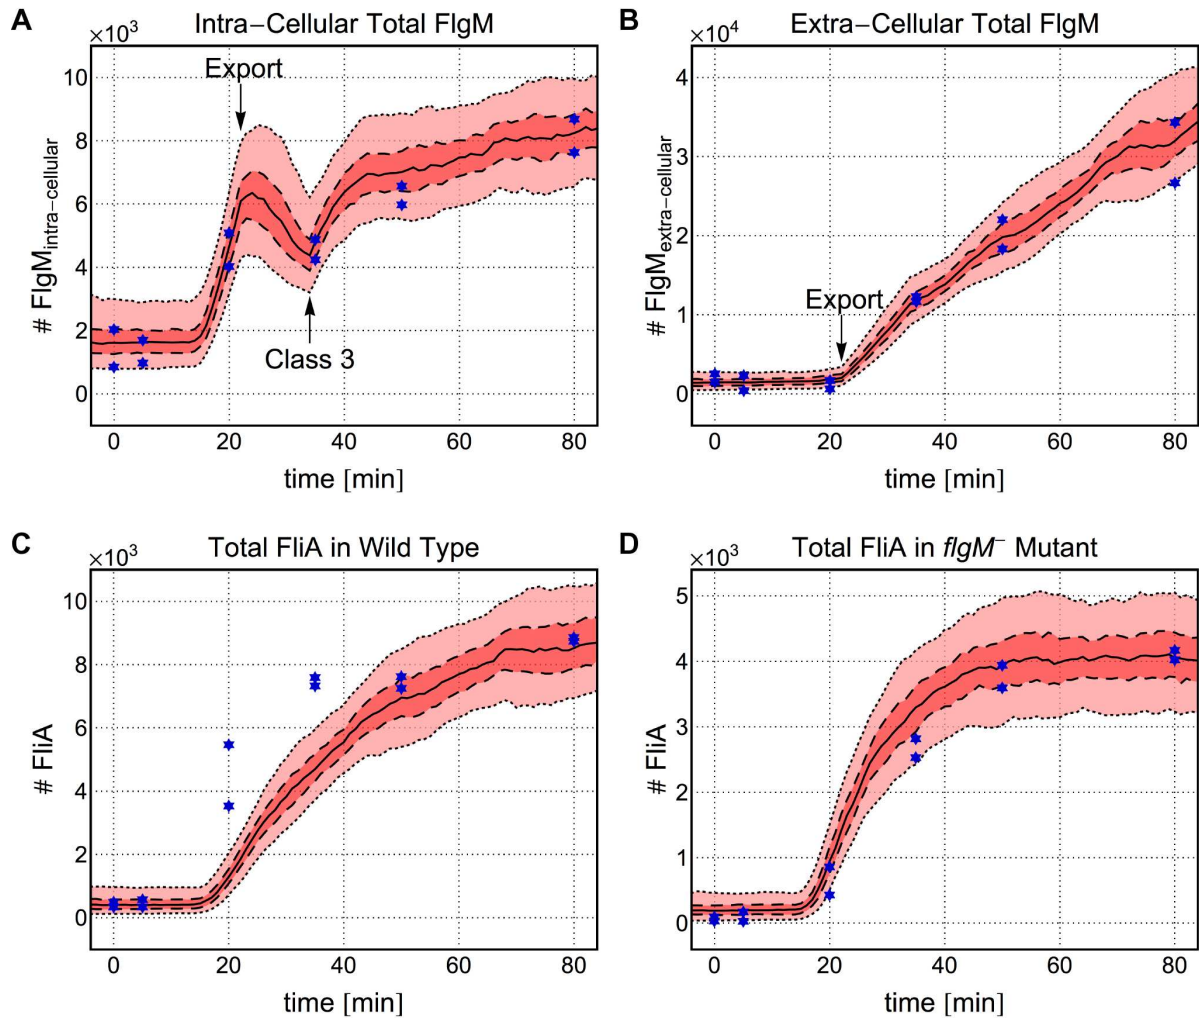 A
Intra−Cellular Total FlgM
×10³
Export
Class 3
10
8
6
4
2
0
# FlgM intra−cellular
0 20 40 60 80
time [min]
B
Extra−Cellular Total FlgM
×10⁴
Export
4
3
2
1
0
# FlgM extra−cellular
0 20 40 60 80
time [min]
C
Total FliA in Wild Type
×10³
10
8
6
4
2
0
# FliA
0 20 40 60 80
time [min]
D
Total FliA in flgM⁻ Mutant
×10³
5
4
3
2
1
0
# FliA
0 20 40 60 80
time [min]